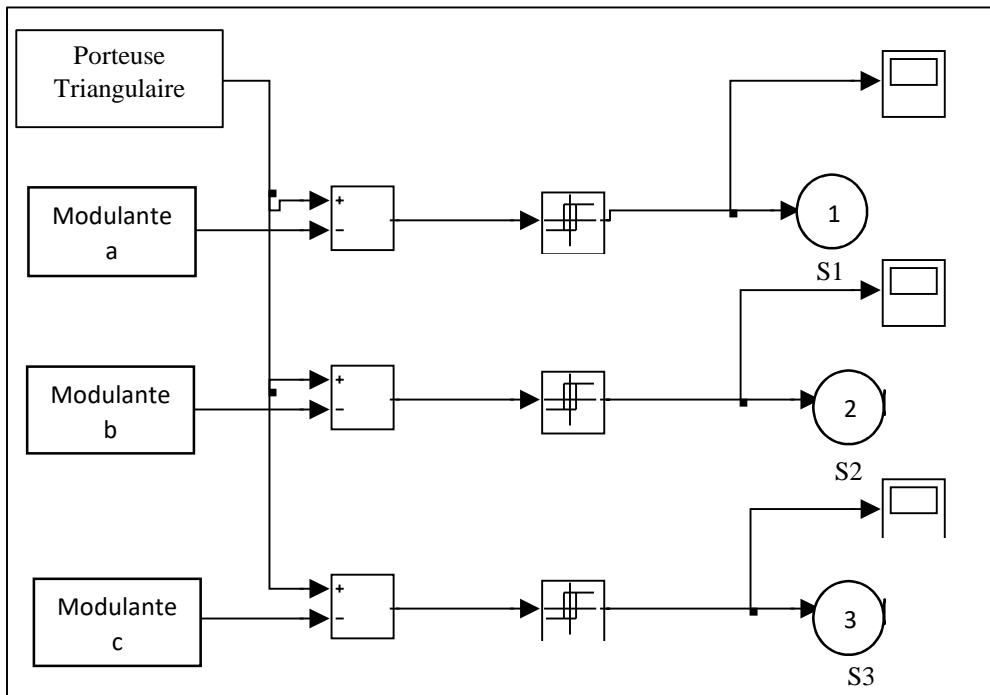 Porteuse
Triangulaire
Modulante
a
+
−
1
S1
Modulante
b
+
−
2
S2
Modulante
c
+
−
3
S3